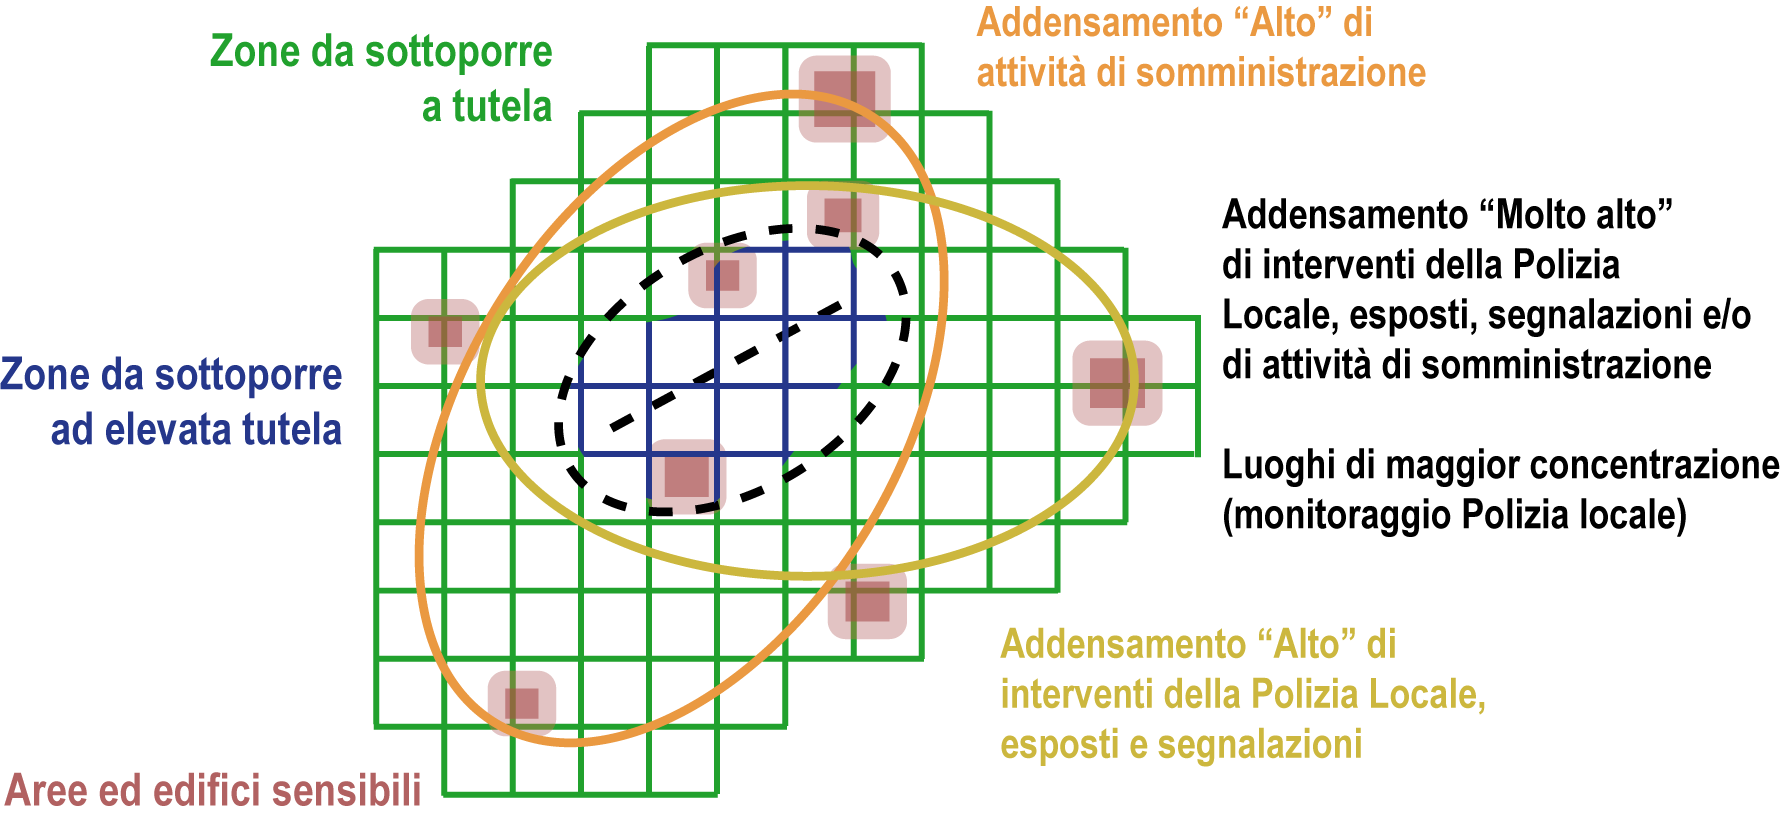 Zone da sottoporre
a tutela
Addensamento “Alto” di
attività di somministrazione
Addensamento “Molto alto”
di interventi della Polizia
Locale, esposti, segnalazioni e/o
di attività di somministrazione
Zone da sottoporre
ad elevata tutela
Luoghi di maggior concentrazione
(monitoraggio Polizia locale)
Addensamento “Alto” di
interventi della Polizia Locale,
esposti e segnalazioni
Aree ed edifici sensibili